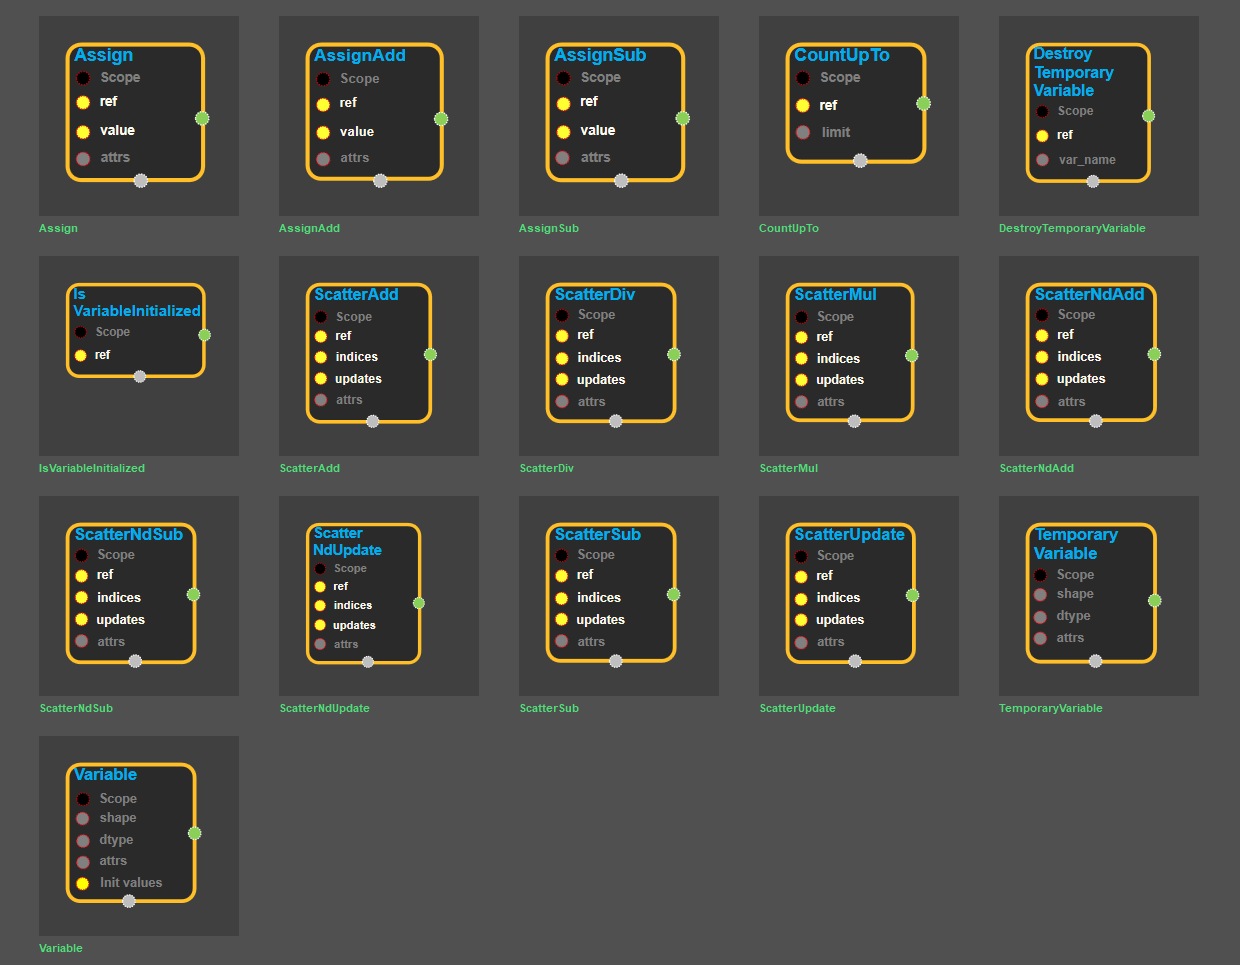 Assign
Scope
ref
value
attrs
Assign
AssignAdd
Scope
ref
value
attrs
AssignAdd
AssignSub
Scope
ref
value
attrs
AssignSub
CountUpTo
Scope
ref
limit
CountUpTo
Destroy
Temporary
Variable
Scope
ref
var_name
DestroyTemporaryVariable
Is
VariableInitialized
Scope
ref
IsVariableInitialized
ScatterAdd
Scope
ref
indices
updates
attrs
ScatterAdd
ScatterDiv
Scope
ref
indices
updates
attrs
ScatterDiv
ScatterMul
Scope
ref
indices
updates
attrs
ScatterMul
ScatterNdAdd
Scope
ref
indices
updates
attrs
ScatterNdAdd
ScatterNdSub
Scope
ref
indices
updates
attrs
ScatterNdSub
Scatter
NdUpdate
Scope
ref
indices
updates
attrs
ScatterNdUpdate
ScatterSub
Scope
ref
indices
updates
attrs
ScatterSub
ScatterUpdate
Scope
ref
indices
updates
attrs
ScatterUpdate
Temporary
Variable
Scope
shape
dtype
attrs
TemporaryVariable
Variable
Scope
shape
dtype
attrs
Init values
Variable